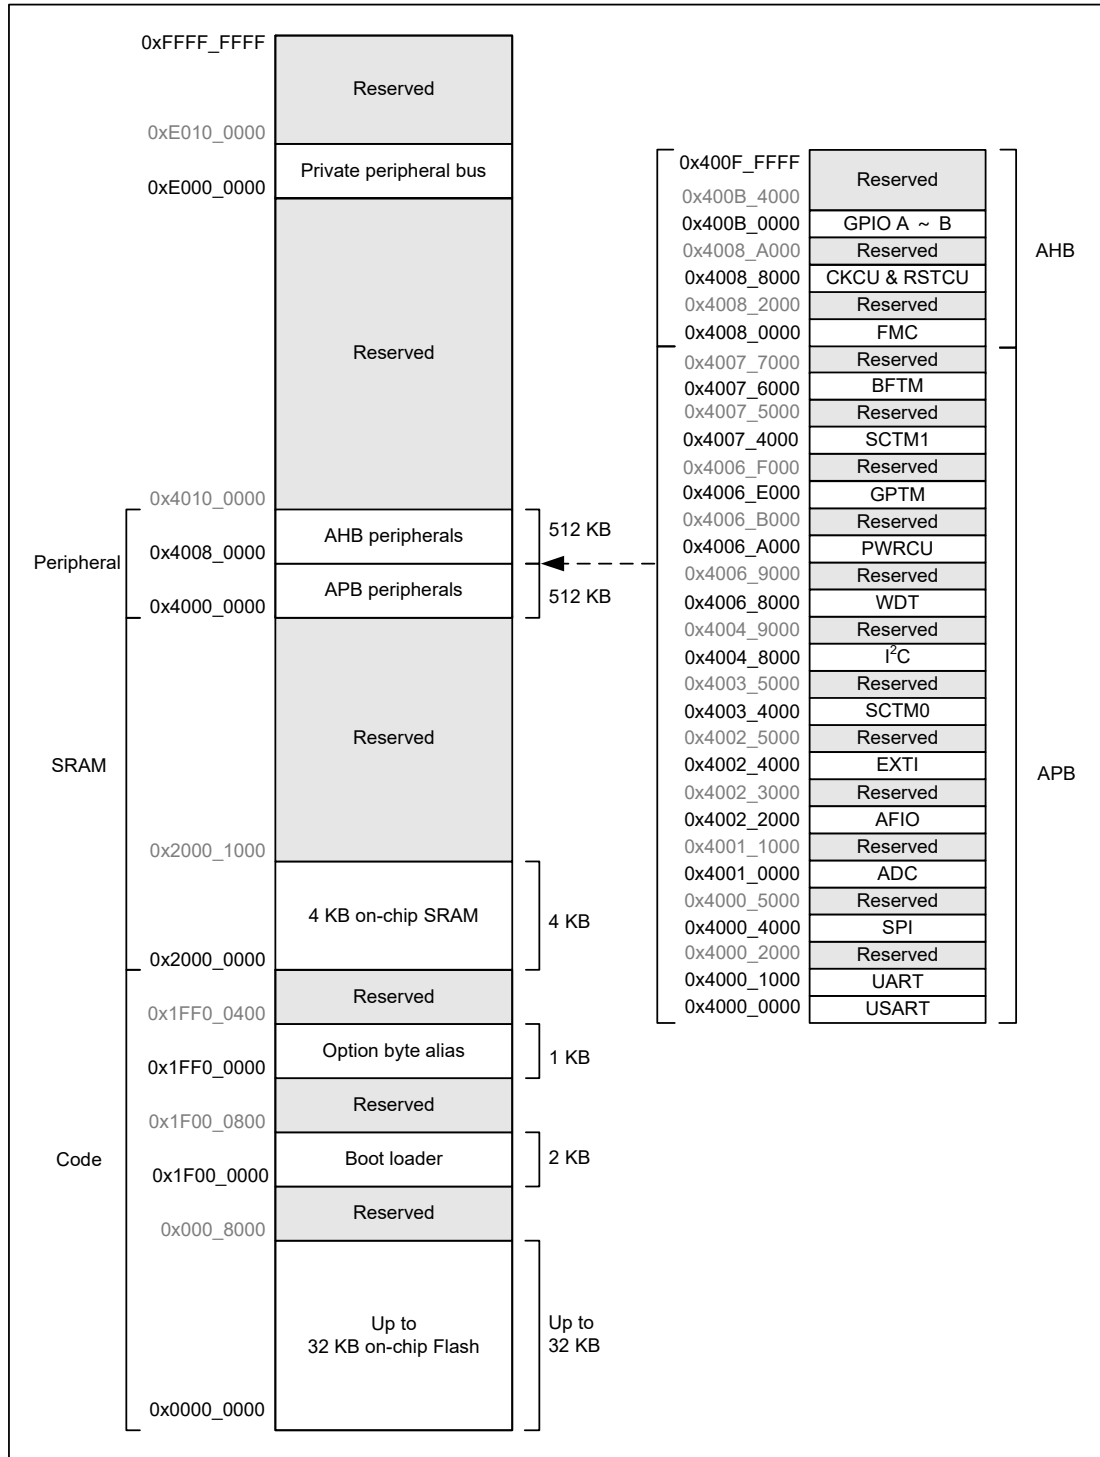 0xFFFF_FFFF
Reserved
0xE010_0000
Private peripheral bus
0xE000_0000
Reserved
0x4010_0000
AHB peripherals
512 KB
Peripheral
0x4008_0000
APB peripherals
512 KB
0x4000_0000
Reserved
SRAM
0x2000_1000
4 KB on-chip SRAM
4 KB
0x2000_0000
Reserved
0x1FF0_0400
Option byte alias
1 KB
0x1FF0_0000
Reserved
0x1F00_0800
Code
Boot loader
2 KB
0x1F00_0000
Reserved
0x000_8000
Up to
32 KB on-chip Flash
Up to
32 KB
0x0000_0000
0x400F_FFFF
Reserved
0x400B_4000
0x400B_0000 GPIO A ~ B
0x4008_A000 Reserved
AHB
0x4008_8000 CKCU & RSTCU
0x4008_2000 Reserved
0x4008_0000 FMC
0x4007_7000 Reserved
0x4007_6000 BFTM
0x4007_5000 Reserved
0x4007_4000 SCTM1
0x4006_F000 Reserved
0x4006_E000 GPTM
0x4006_B000 Reserved
0x4006_A000 PWRCU
0x4006_9000 Reserved
0x4006_8000 WDT
0x4004_9000 Reserved
0x4004_8000 I²C
0x4003_5000 Reserved
0x4003_4000 SCTM0
0x4002_5000 Reserved
0x4002_4000 EXTI
APB
0x4002_3000 Reserved
0x4002_2000 AFIO
0x4001_1000 Reserved
0x4001_0000 ADC
0x4000_5000 Reserved
0x4000_4000 SPI
0x4000_2000 Reserved
0x4000_1000 UART
0x4000_0000 USART